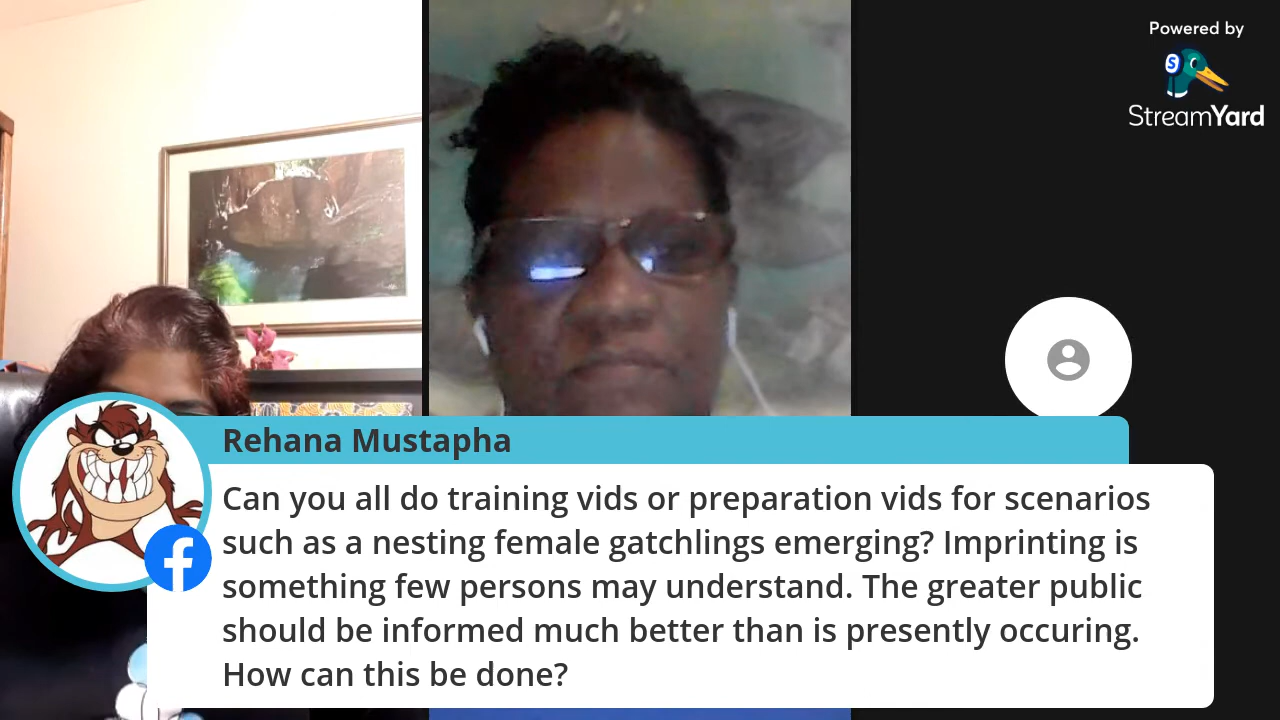 Powered by
StreamYard
Rehana Mustapha
Can you all do training vids or preparation vids for scenarios
such as a nesting female gatchlings emerging? Imprinting is
something few persons may understand. The greater public
should be informed much better than is presently occuring.
How can this be done?